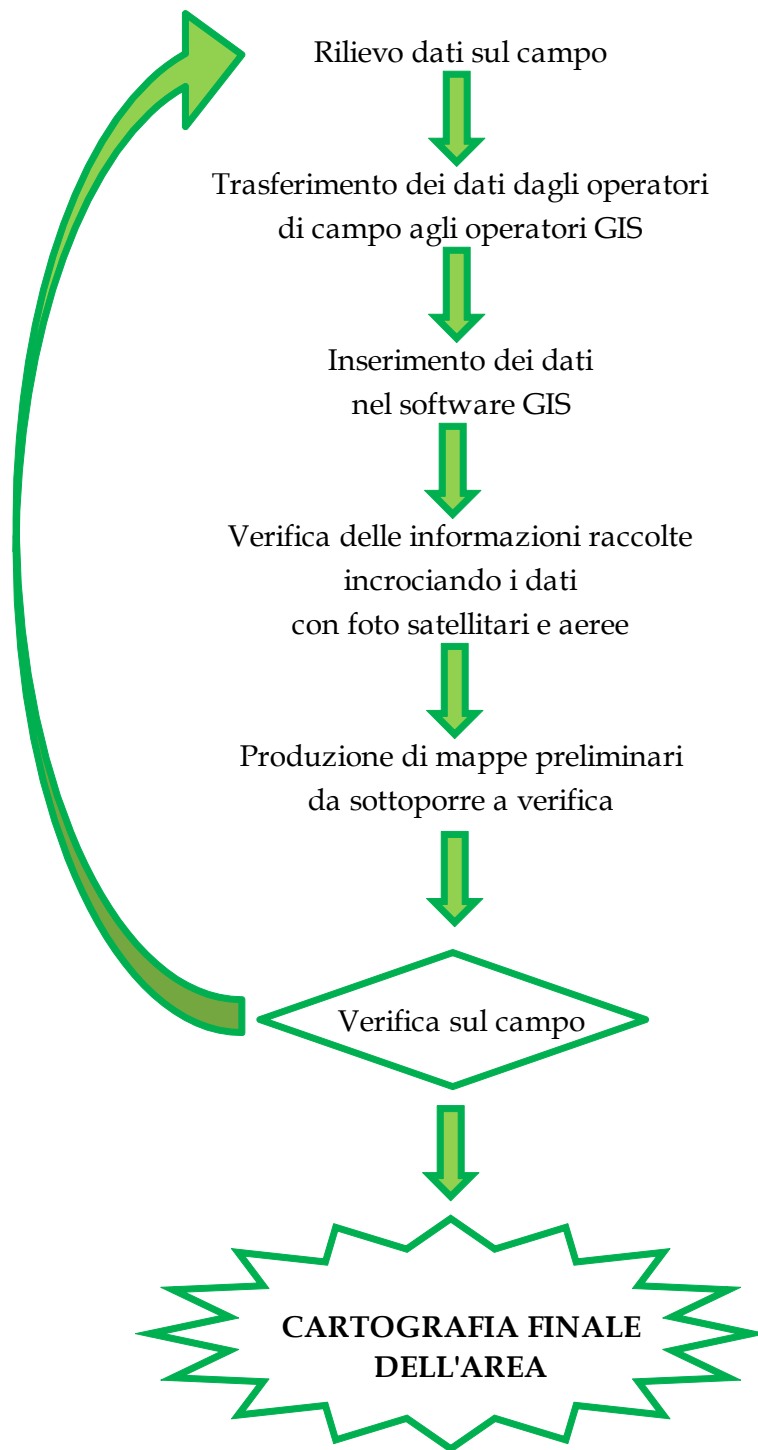 Rilievo dati sul campo
Trasferimento dei dati dagli operatori
di campo agli operatori GIS
Inserimento dei dati
nel software GIS
Verifica delle informazioni raccolte
incrociando i dati
con foto satellitari e aeree
Produzione di mappe preliminari
da sottoporre a verifica
Verifica sul campo
CARTOGRAFIA FINALE
DELL'AREA